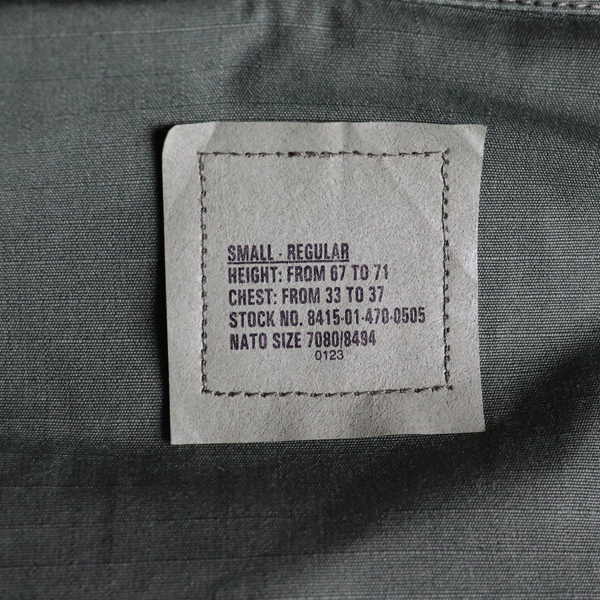 SMALL - REGULAR
HEIGHT: FROM 67 TO 71
CHEST: FROM 33 TO 37
STOCK NO. 8415-01-470-0505
NATO SIZE 7080/8494
0123